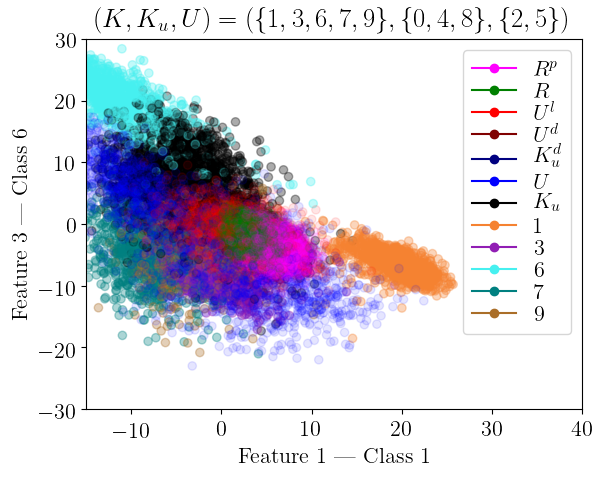 (K, K_u, U) = ({1, 3, 6, 7, 9}, {0, 4, 8}, {2, 5})
Feature 3 — Class 6
30
20
10
0
−10
−20
−30
−10
0
10
20
30
40
Feature 1 — Class 1
R^p
R
U^l
U^d
K_u^d
U
K_u
1
3
6
7
9